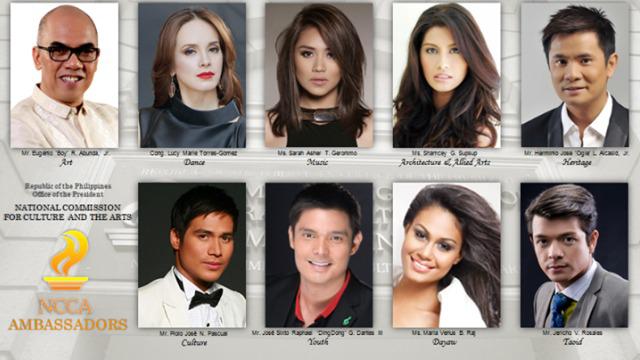 Mr. Eugenio 'Boy' R. Abunda, Jr.
Art
Cong. Lucy Marie Torres-Gomez
Dance
Ms. Sarah Asher T. Geronimo
Music
Ms. Shamcey G. Supsup
Architecture & Allied Arts
Mr. Herminio Jose 'Ogie' L. Alcasid, Jr.
Heritage
Republic of the Philippines
Office of the President
NATIONAL COMMISSION
FOR CULTURE AND THE ARTS
NCCA
AMBASSADORS
Mr. Piolo José N. Pascual
Culture
Mr. José Sixto Raphael 'DingDong' G. Dantes III
Youth
Ms. Maria Venus B. Raj
Dayaw
Mr. Jericho V. Rosales
Taoid